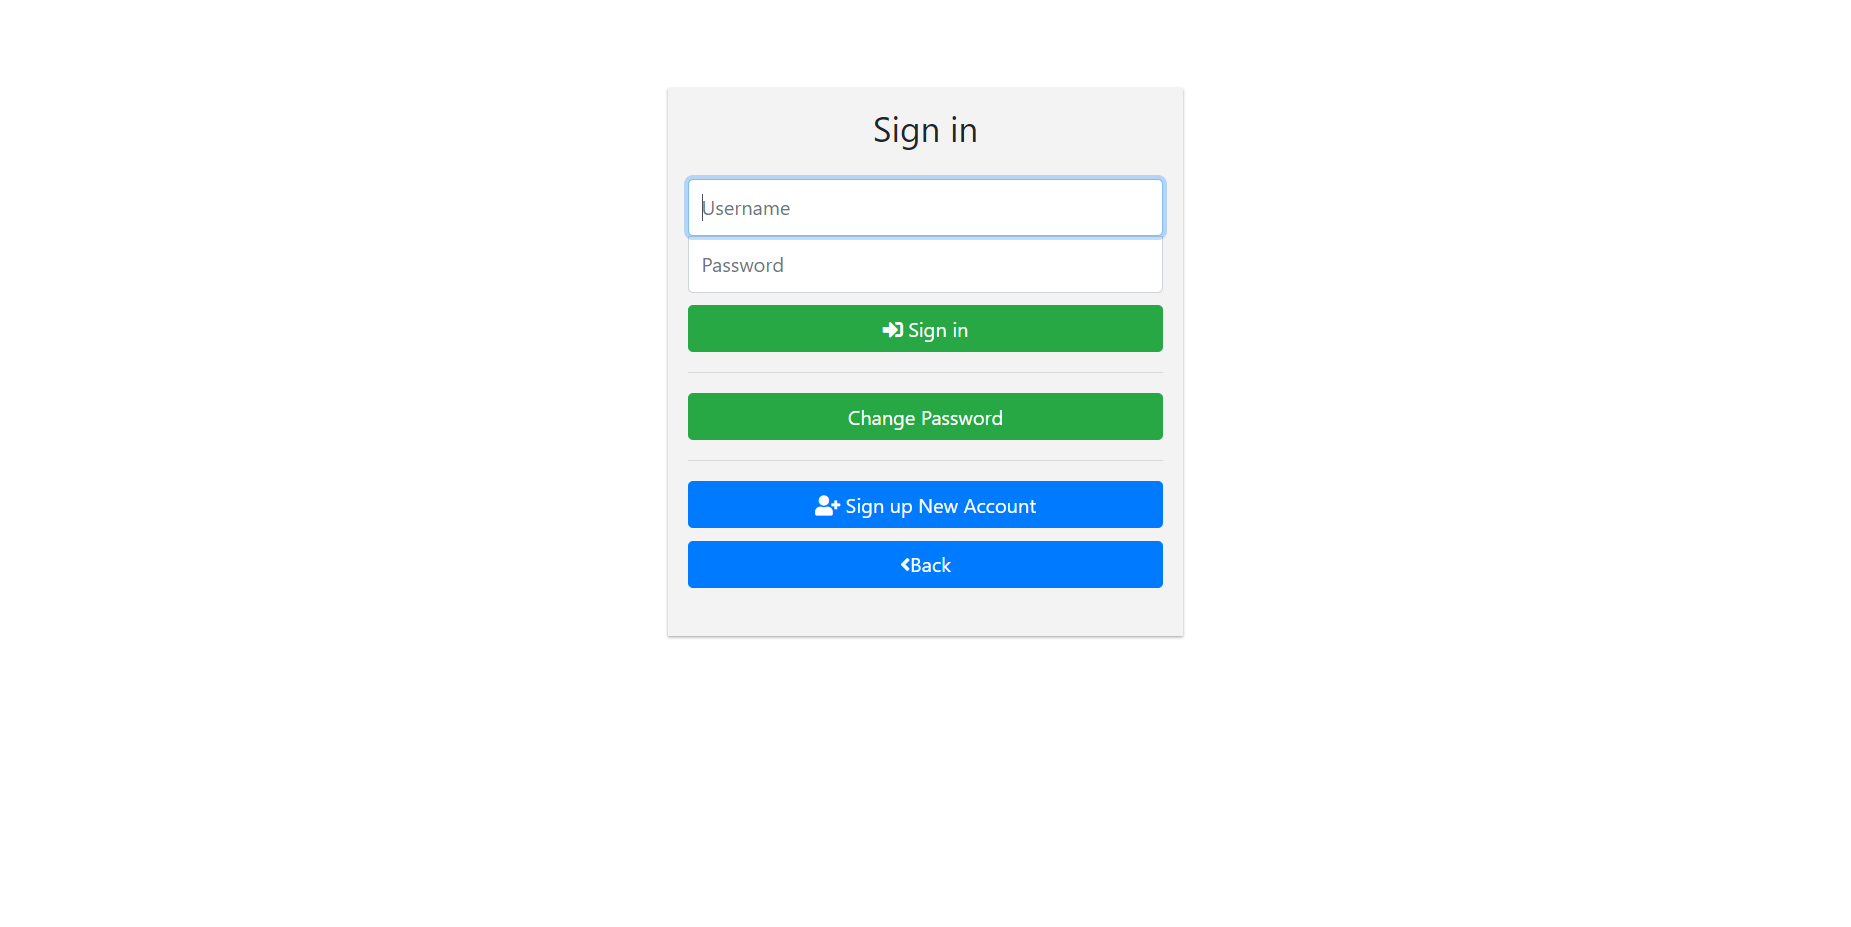 Sign in
Username
Password
Sign in
Change Password
Sign up New Account
Back